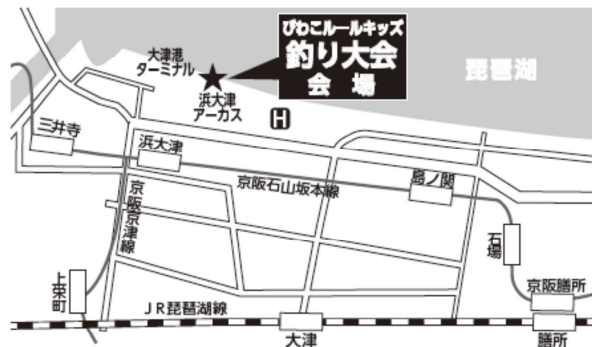 びわこルールキッズ
釣り大会
会場
琵琶湖
大津港
ターミナル
浜大津
アーカス
H
三井寺
浜大津
京阪石山坂本線
島ノ関
京阪京津線
石場
上栄町
京阪膳所
JR琵琶湖線
大津
膳所